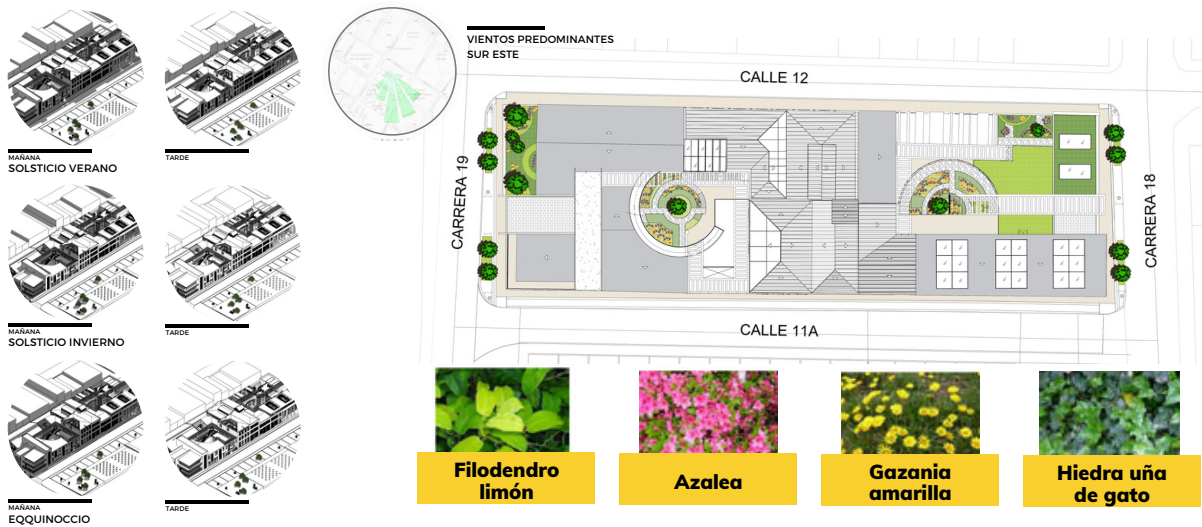 MAÑANA
SOLSTICIO VERANO
TARDE
MAÑANA
SOLSTICIO INVIERNO
TARDE
MAÑANA
EQQUINOCCIO
TARDE
VIENTOS PREDOMINANTES
SUR ESTE
CALLE 12
CARRERA 19
CARRERA 18
CALLE 11A
Filodendro
limón
Azalea
Gazania
amarilla
Hiedra uña
de gato